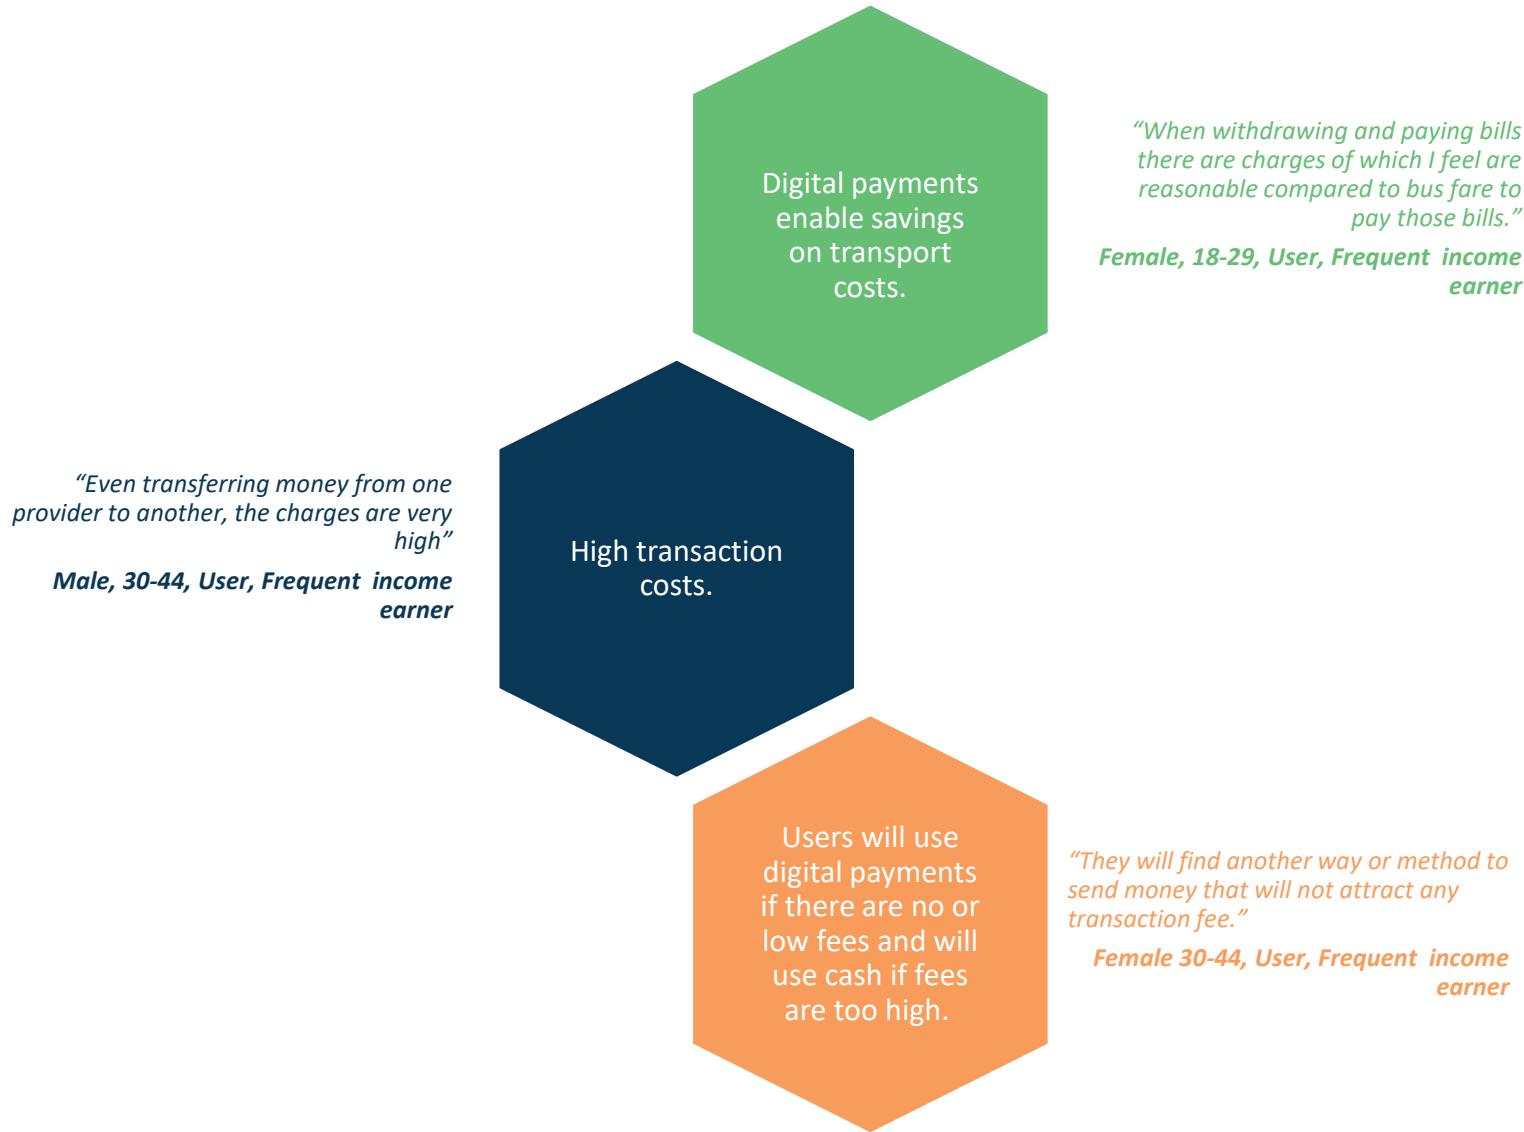 Digital payments
enable savings
on transport
costs.
“When withdrawing and paying bills
there are charges of which I feel are
reasonable compared to bus fare to
pay those bills.”
Female, 18-29, User, Frequent income
earner
“Even transferring money from one
provider to another, the charges are very
high”
Male, 30-44, User, Frequent income
earner
High transaction
costs.
Users will use
digital payments
if there are no or
low fees and will
use cash if fees
are too high.
“They will find another way or method to
send money that will not attract any
transaction fee.”
Female 30-44, User, Frequent income
earner